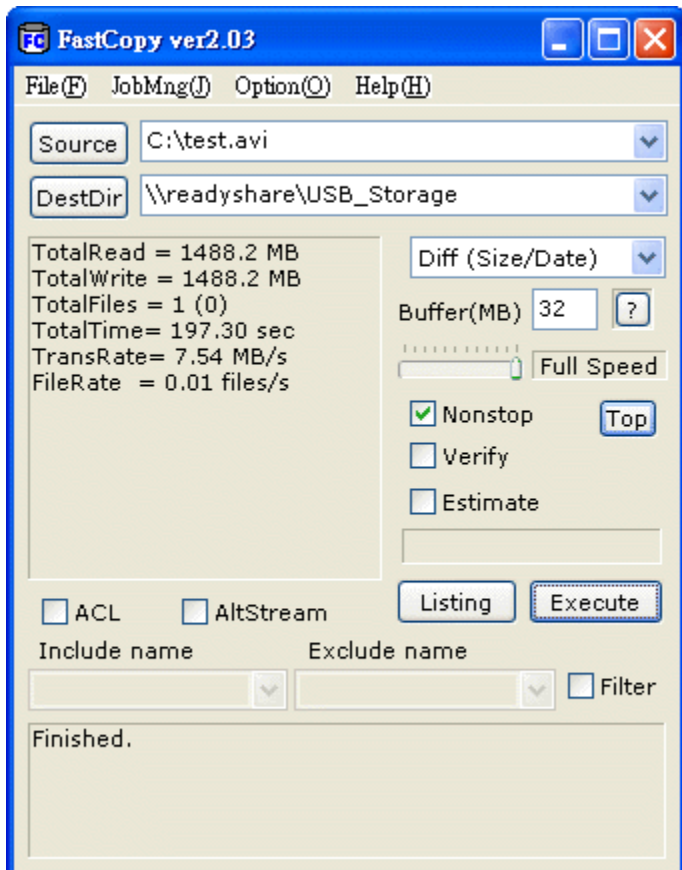 FC FastCopy ver2.03
File(F) JobMng(J) Option(O) Help(H)
Source C:\test.avi
DestDir \\readyshare\USB_Storage
TotalRead = 1488.2 MB
TotalWrite = 1488.2 MB
TotalFiles = 1 (0)
TotalTime= 197.30 sec
TransRate= 7.54 MB/s
FileRate = 0.01 files/s
Diff (Size/Date)
Buffer(MB) 32 ?
Full Speed
Nonstop Top
Verify
Estimate
Listing Execute
ACL AltStream
Include name Exclude name
Filter
Finished.